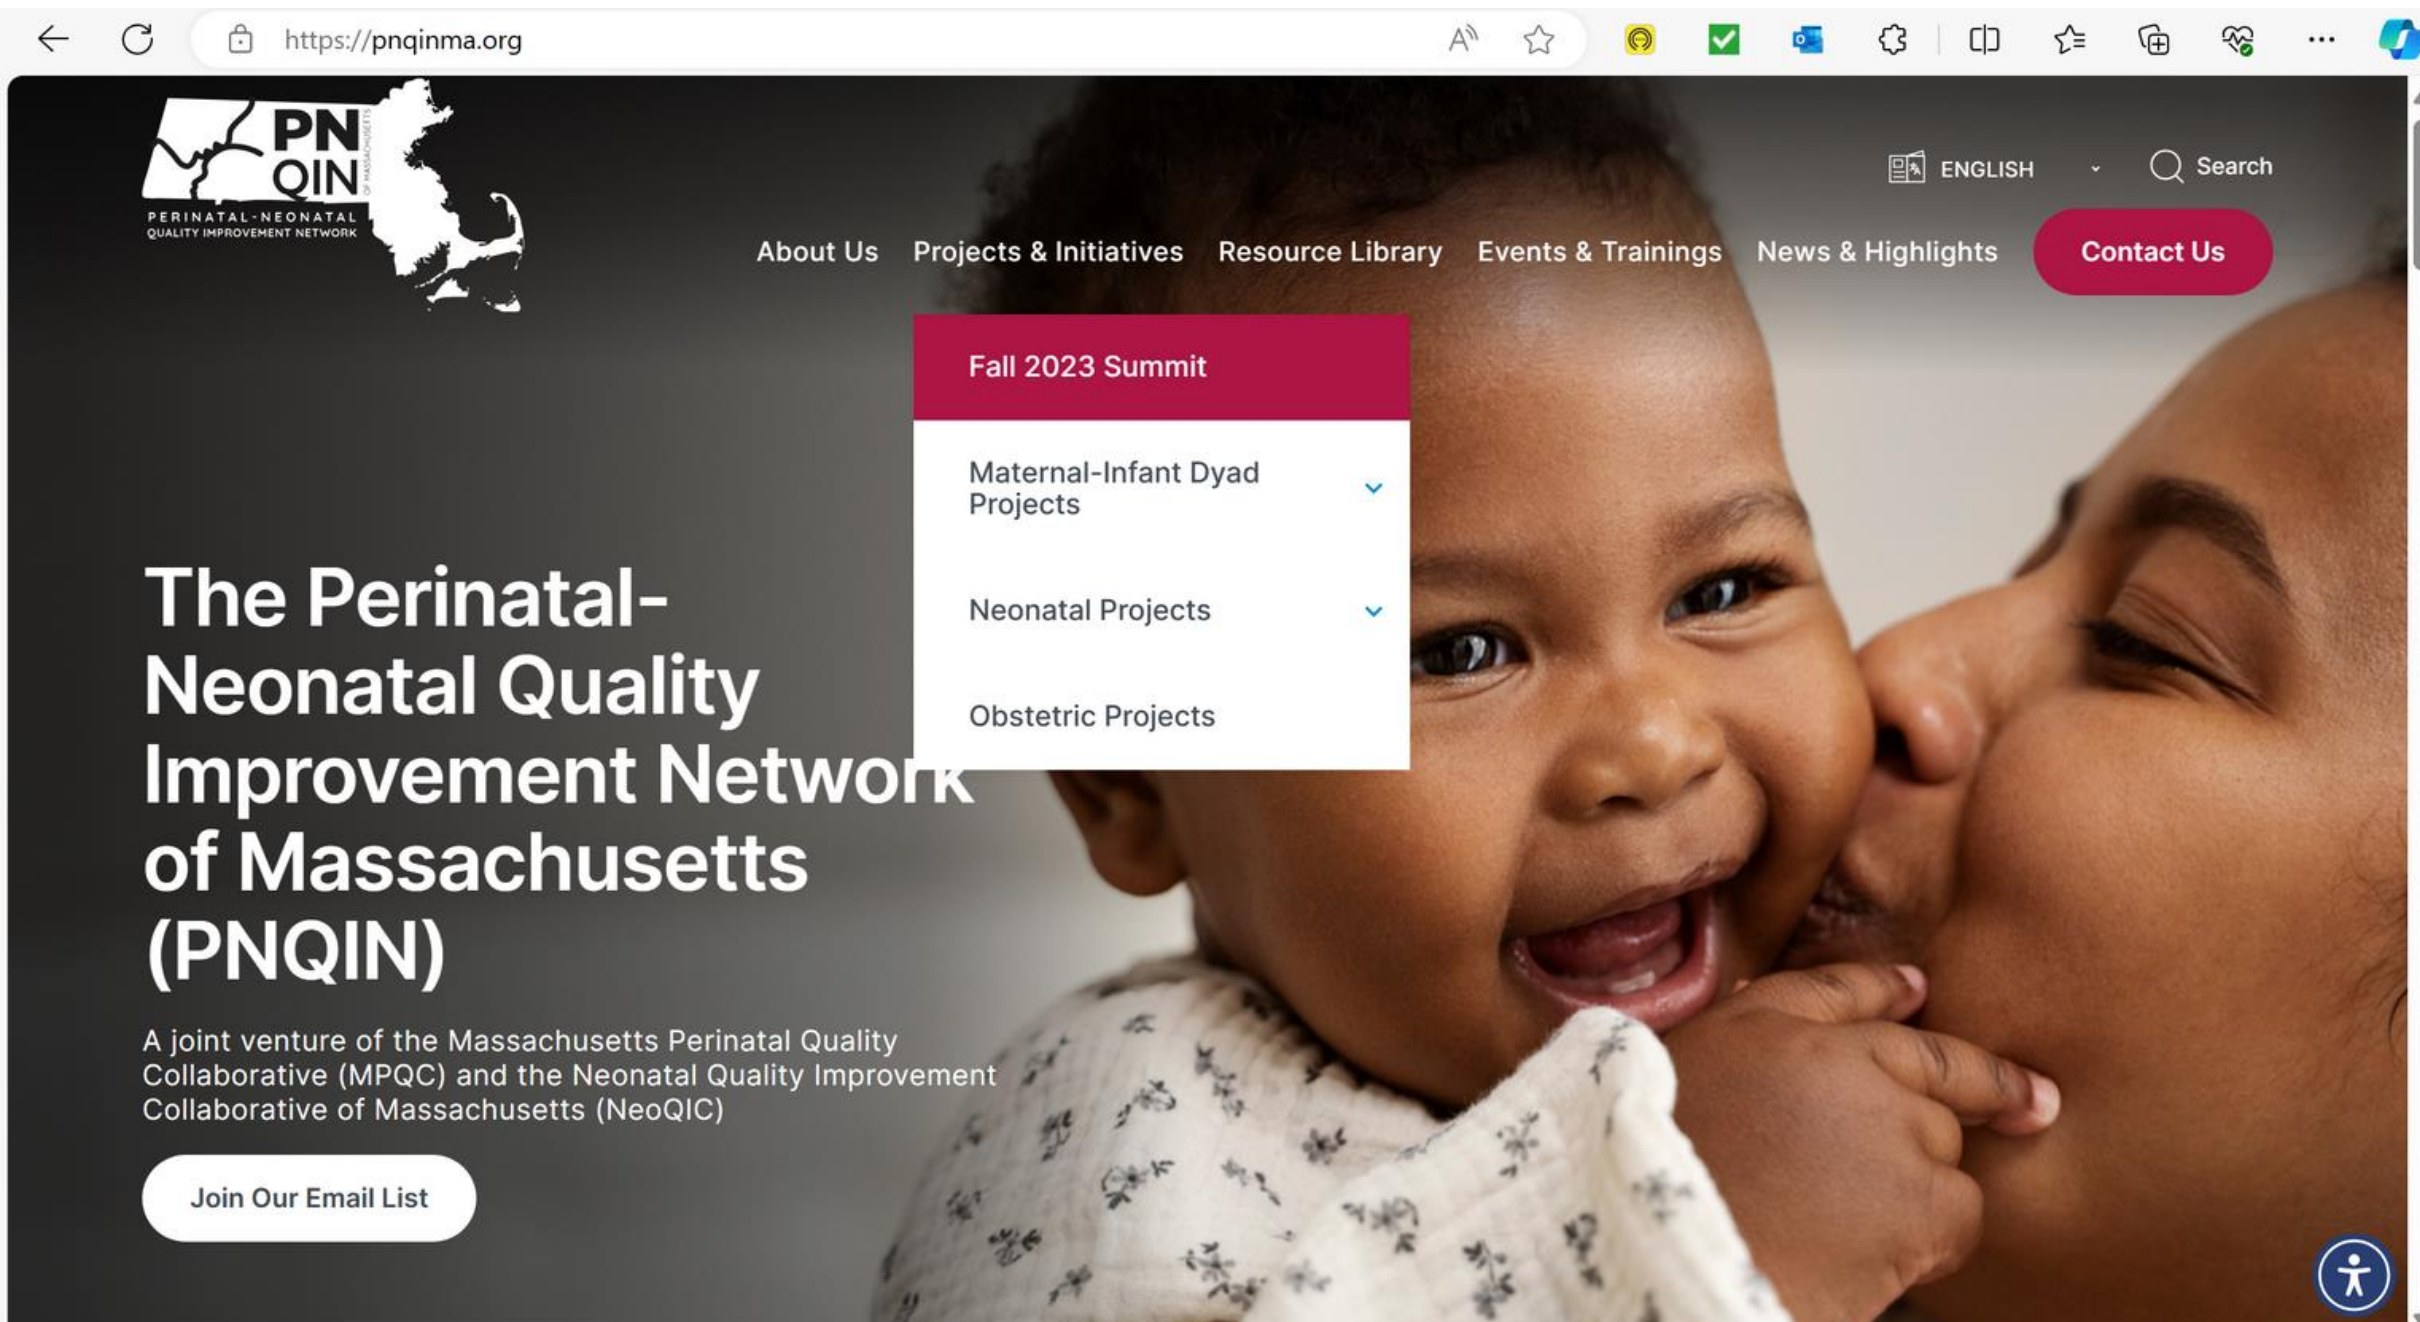 https://pnqinma.org
PN
QIN
OF MASSACHUSETTS
PERINATAL-NEONATAL
QUALITY IMPROVEMENT NETWORK
ENGLISH
Search
About Us
Projects & Initiatives
Resource Library
Events & Trainings
News & Highlights
Contact Us
Fall 2023 Summit
Maternal-Infant Dyad
Projects
Neonatal Projects
Obstetric Projects
The Perinatal-
Neonatal Quality
Improvement Network
of Massachusetts
(PNQIN)
A joint venture of the Massachusetts Perinatal Quality
Collaborative (MPQC) and the Neonatal Quality Improvement
Collaborative of Massachusetts (NeoQIC)
Join Our Email List